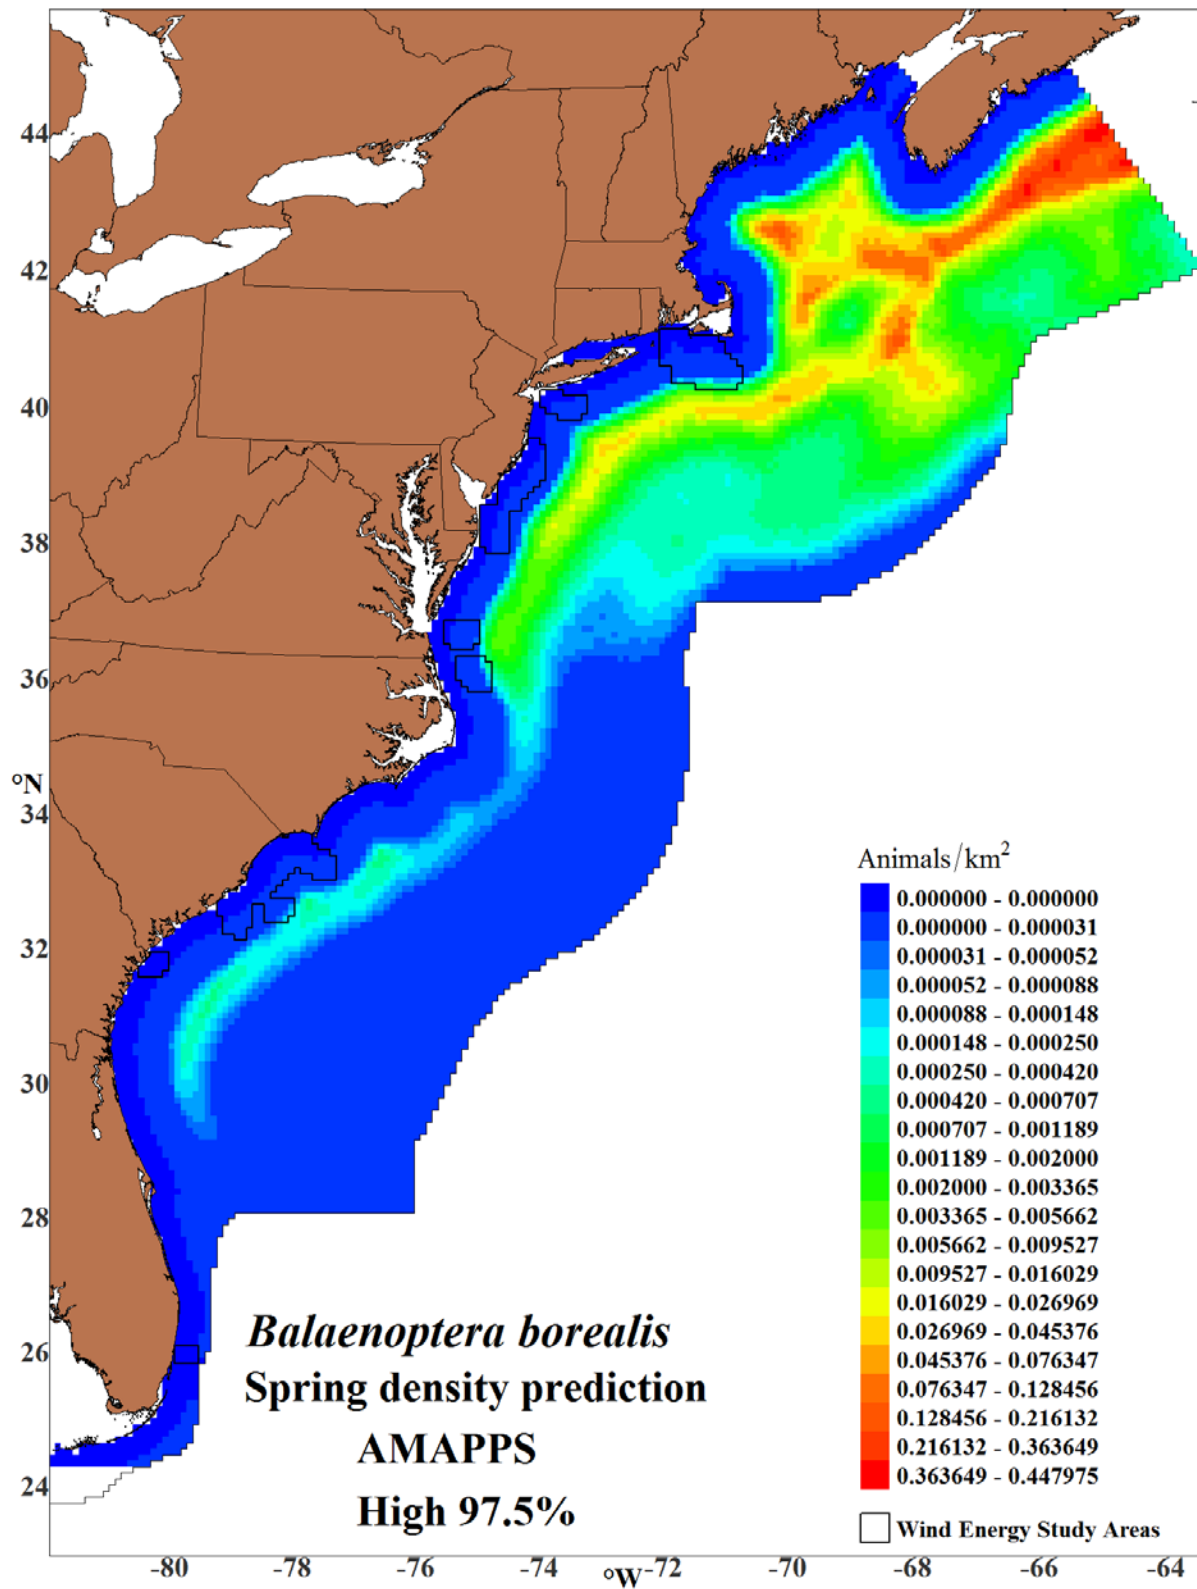 44
42
40
38
36
°N
34
32
30
28
26
24
Animals/km²
0.000000 - 0.000000
0.000000 - 0.000031
0.000031 - 0.000052
0.000052 - 0.000088
0.000088 - 0.000148
0.000148 - 0.000250
0.000250 - 0.000420
0.000420 - 0.000707
0.000707 - 0.001189
0.001189 - 0.002000
0.002000 - 0.003365
0.003365 - 0.005662
0.005662 - 0.009527
0.009527 - 0.016029
0.016029 - 0.026969
0.026969 - 0.045376
0.045376 - 0.076347
0.076347 - 0.128456
0.128456 - 0.216132
0.216132 - 0.363649
0.363649 - 0.447975
Wind Energy Study Areas
Balaenoptera borealis
Spring density prediction
AMAPPS
High 97.5%
-80 -78 -76 -74 °W -72 -70 -68 -66 -64